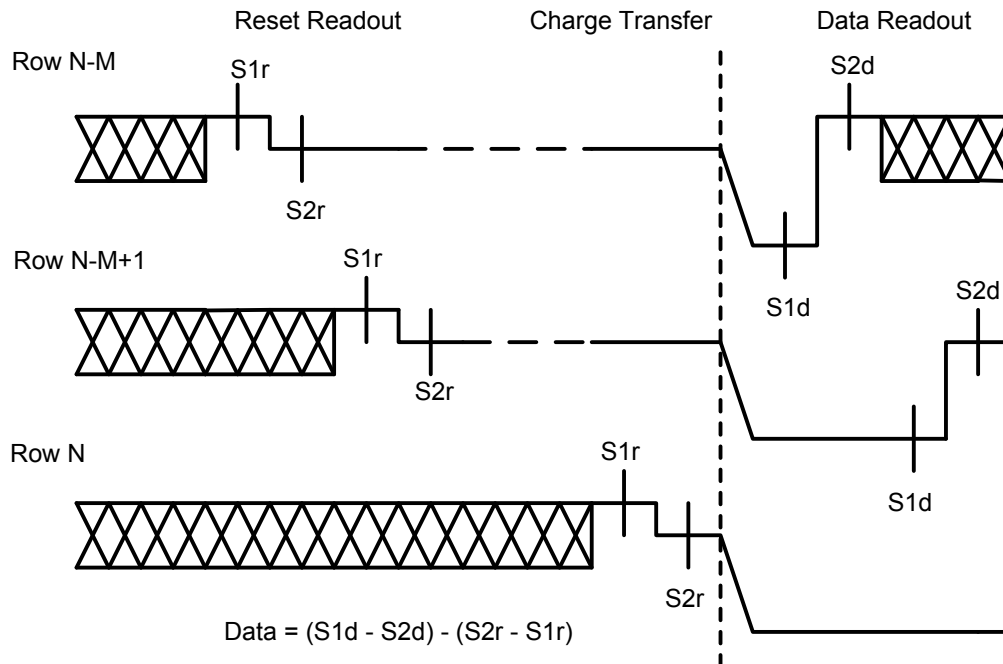 Reset Readout Charge Transfer Data Readout
Row N-M
S1r
S2d
S2r
S1d
Row N-M+1
S1r
S2d
S2r
S1d
Row N
S1r
S2r
Data = (S1d - S2d) - (S2r - S1r)